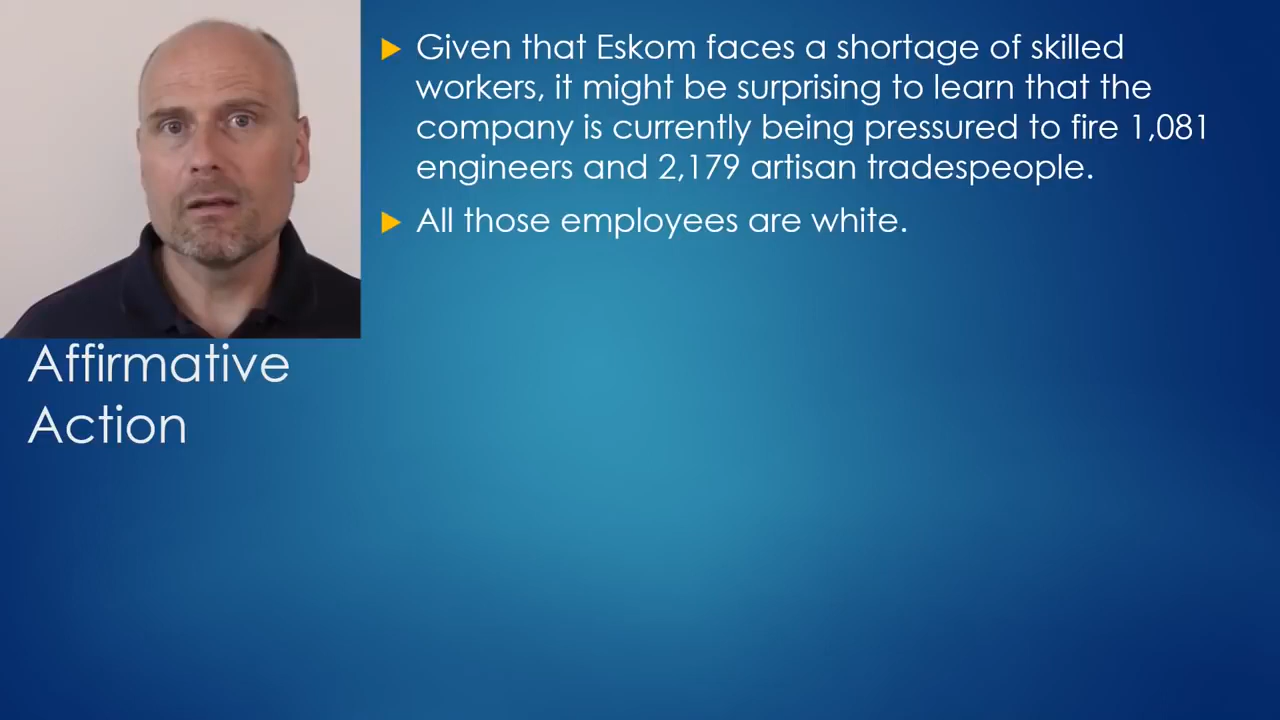 Given that Eskom faces a shortage of skilled
workers, it might be surprising to learn that the
company is currently being pressured to fire 1,081
engineers and 2,179 artisan tradespeople.
All those employees are white.
Affirmative
Action